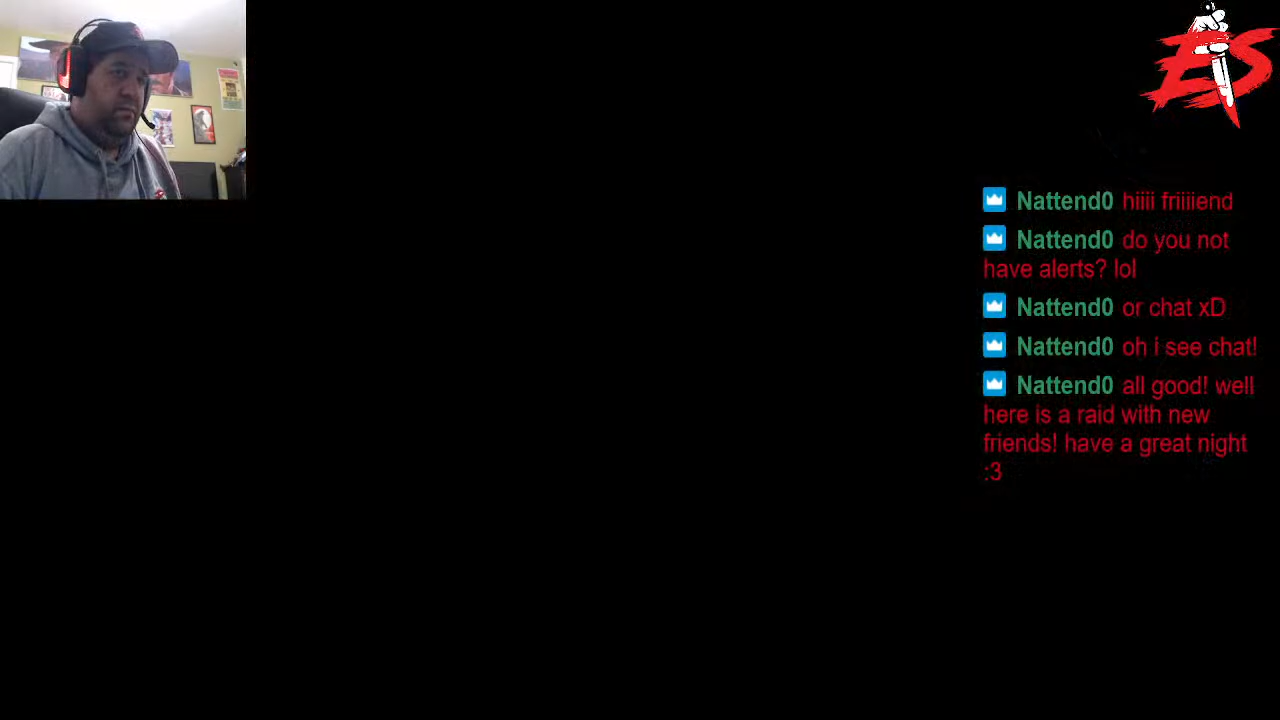 ES
Nattend0 hiiii friiiiend
Nattend0 do you not
have alerts? lol
Nattend0 or chat xD
Nattend0 oh i see chat!
Nattend0 all good! well
here is a raid with new
friends! have a great night
:3